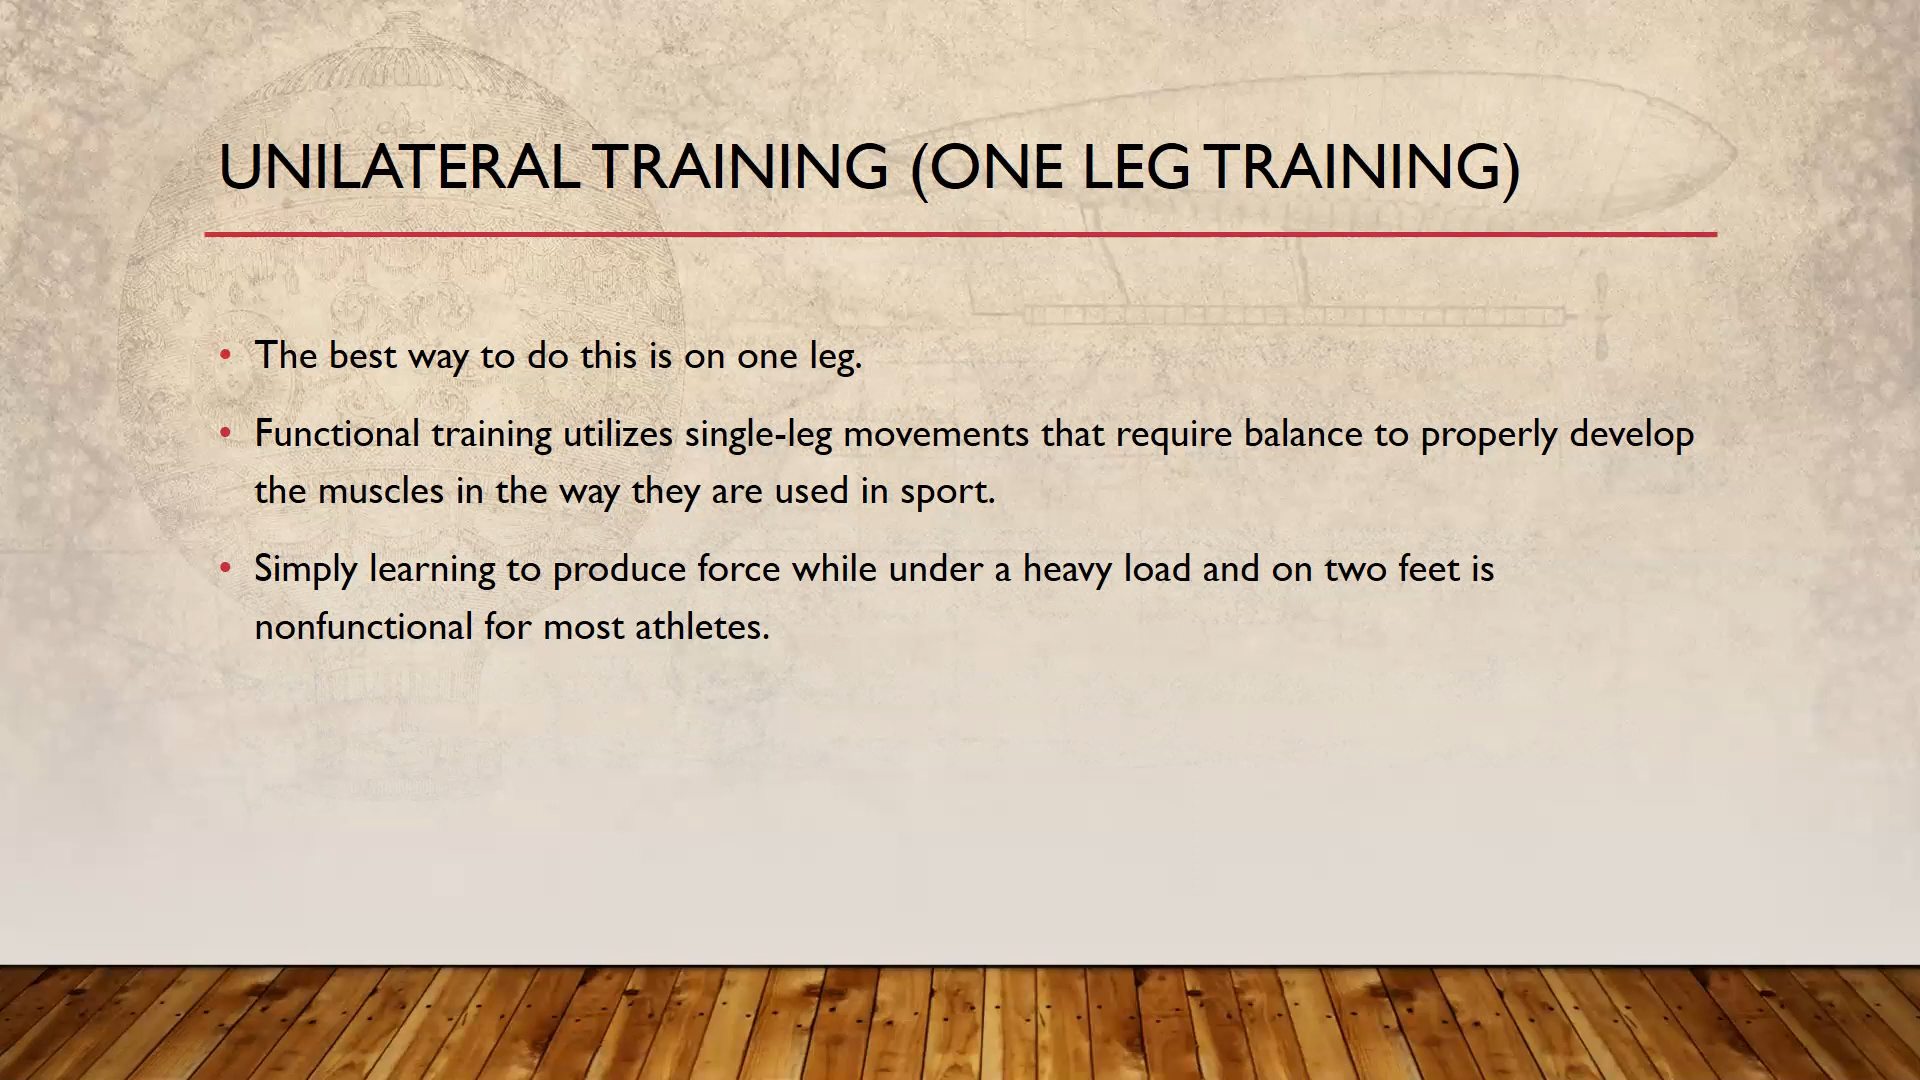 UNILATERAL TRAINING (ONE LEG TRAINING)
• The best way to do this is on one leg.
• Functional training utilizes single-leg movements that require balance to properly develop
the muscles in the way they are used in sport.
• Simply learning to produce force while under a heavy load and on two feet is
nonfunctional for most athletes.